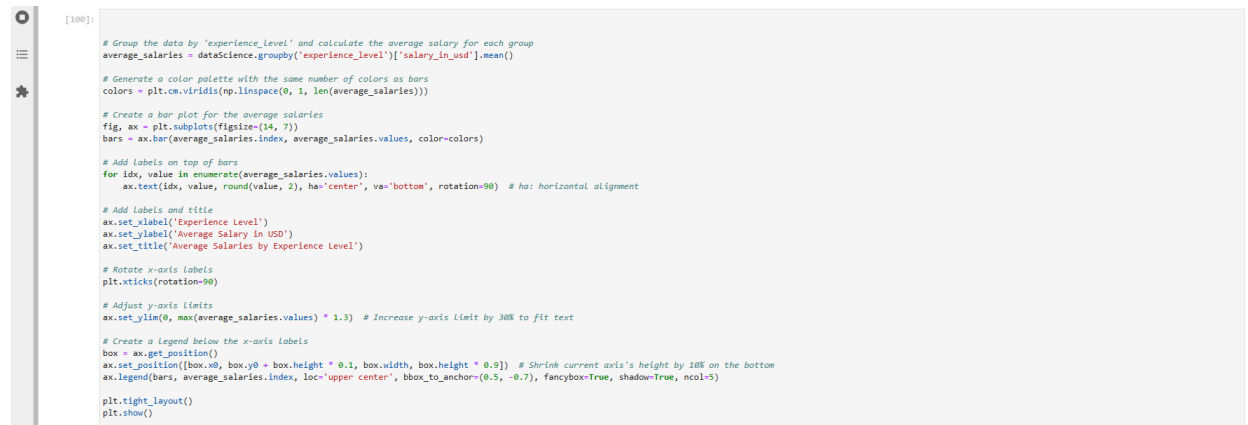 [100]:
# Group the data by 'experience_level' and calculate the average salary for each group
average_salaries = dataScience.groupby('experience_level')['salary_in_usd'].mean()
# Generate a color palette with the same number of colors as bars
colors = plt.cm.viridis(np.linspace(0, 1, len(average_salaries)))
# Create a bar plot for the average salaries
fig, ax = plt.subplots(figsize=(14, 7))
bars = ax.bar(average_salaries.index, average_salaries.values, color=colors)
# Add labels on top of bars
for idx, value in enumerate(average_salaries.values):
    ax.text(idx, value, round(value, 2), ha='center', va='bottom', rotation=90)  # ha: horizontal alignment
# Add labels and title
ax.set_xlabel('Experience Level')
ax.set_ylabel('Average Salary in USD')
ax.set_title('Average Salaries by Experience Level')
# Rotate x-axis labels
plt.xticks(rotation=90)
# Adjust y-axis limits
ax.set_ylim(0, max(average_salaries.values) * 1.3)  # Increase y-axis limit by 30% to fit text
# Create a legend below the x-axis labels
box = ax.get_position()
ax.set_position([box.x0, box.y0 + box.height * 0.1, box.width, box.height * 0.9])  # Shrink current axis's height by 10% on the bottom
ax.legend(bars, average_salaries.index, loc='upper center', bbox_to_anchor=(0.5, -0.7), fancybox=True, shadow=True, ncol=5)
plt.tight_layout()
plt.show()